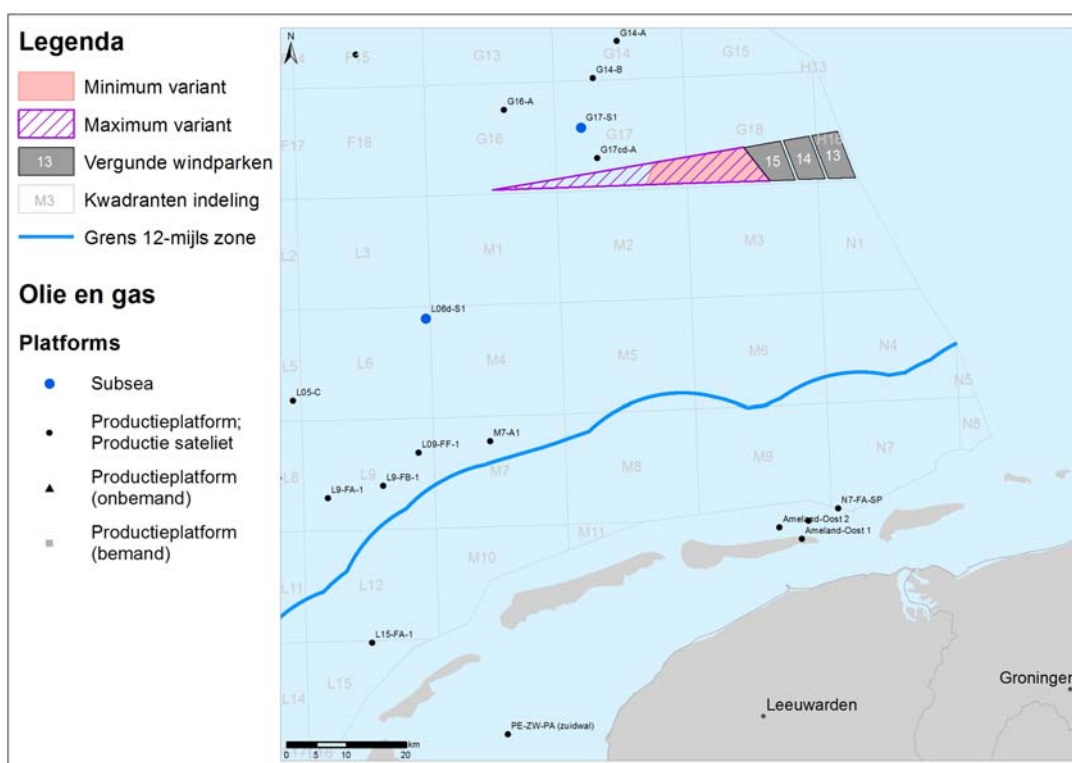 Legenda
Minimum variant
Maximum variant
13 Vergunde windparken
M3 Kwadranten indeling
Grens 12-mijls zone
Olie en gas
Platforms
Subsea
Productieplatform;
Productie sateliet
Productieplatform
(onbemand)
Productieplatform
(bemand)
N
G14-A
F15 G13 G14 G15
G14-B
H13
G16-A
G17-S1
F17 F18 G16 G17 G18
G17cd-A
15 14 13
L2 L3 M1 M2 M3 N1
L06d-S1
L5 L6 M4 M5 M6 N4
N5
L05-C
M7-A1
L09-FF-1
N8
L8 L9 M7 M8 M9 N7
L9-FB-1
L9-FA-1
N7-FA-SP
Ameland-Oost 2
Ameland-Oost 1
M11
M10
L11 L12
L15-FA-1
L14 L15
Groningen
Leeuwarden
PE-ZW-PA (zuidwal)
km
0 5 10 20